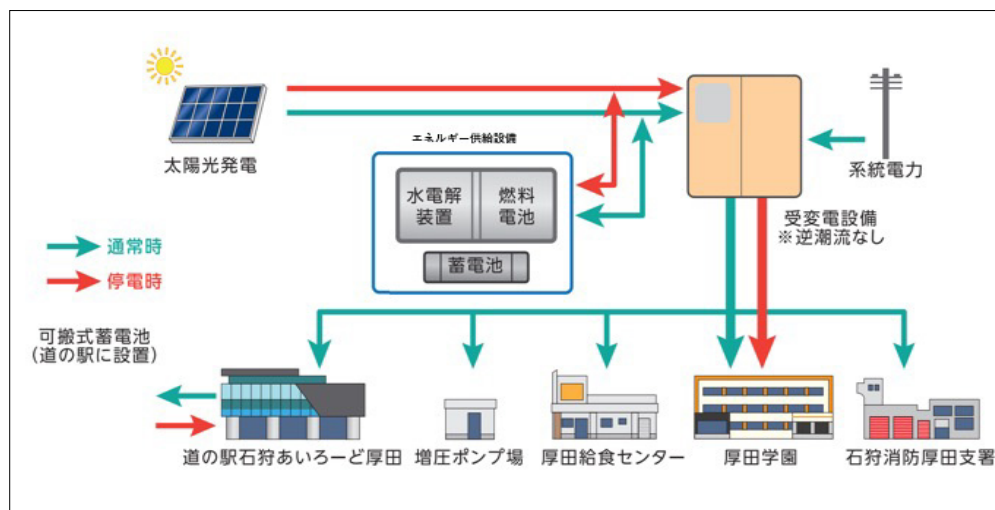 太陽光発電
エネルギー供給設備
水電解
装置
燃料
電池
蓄電池
系統電力
受変電設備
※逆潮流なし
通常時
停電時
可搬式蓄電池
(道の駅に設置)
道の駅石狩あいろーど厚田
増圧ポンプ場
厚田給食センター
厚田学園
石狩消防厚田支署